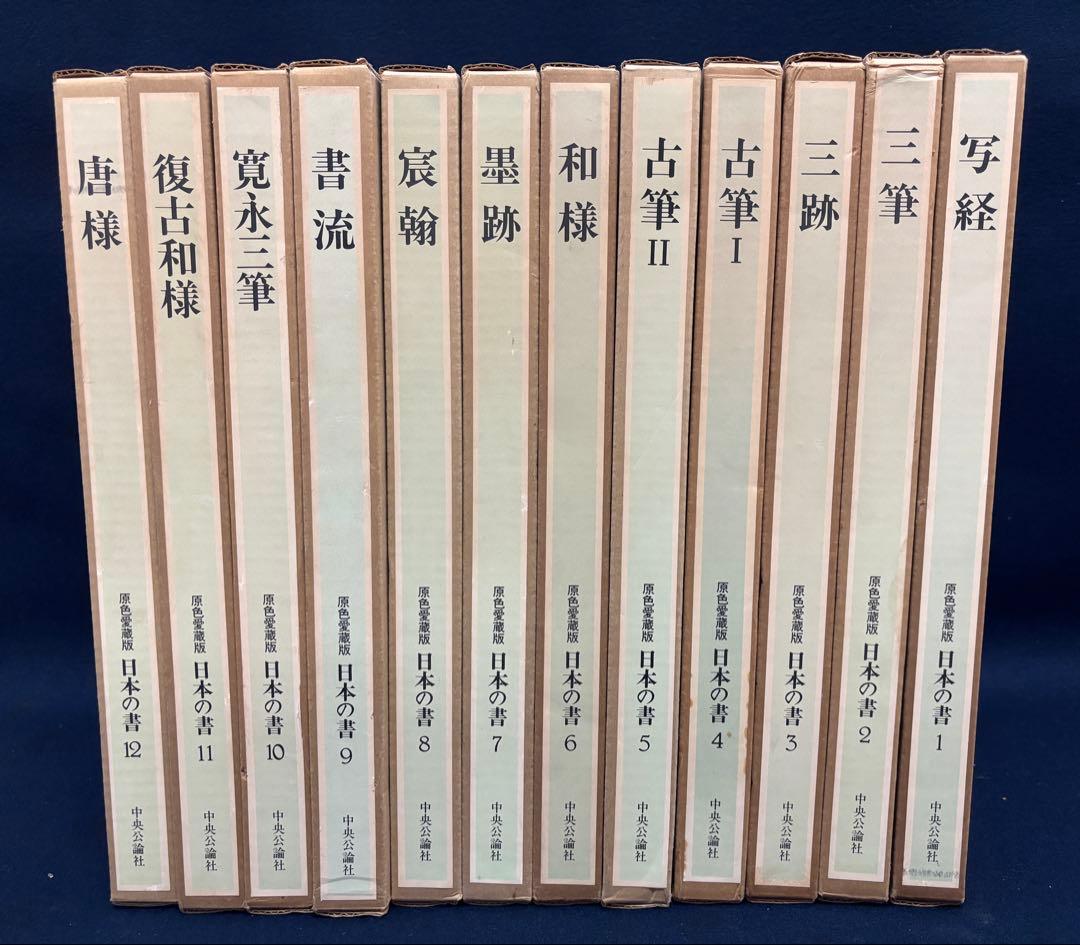 写経
原色愛蔵版 日本の書 1
中央公論社
三筆
原色愛蔵版 日本の書 2
中央公論社
三跡
原色愛蔵版 日本の書 3
中央公論社
古筆I
原色愛蔵版 日本の書 4
中央公論社
古筆II
原色愛蔵版 日本の書 5
中央公論社
和様
原色愛蔵版 日本の書 6
中央公論社
墨跡
原色愛蔵版 日本の書 7
中央公論社
宸翰
原色愛蔵版 日本の書 8
中央公論社
書流
原色愛蔵版 日本の書 9
中央公論社
寛永三筆
原色愛蔵版 日本の書 10
中央公論社
復古和様
原色愛蔵版 日本の書 11
中央公論社
唐様
原色愛蔵版 日本の書 12
中央公論社